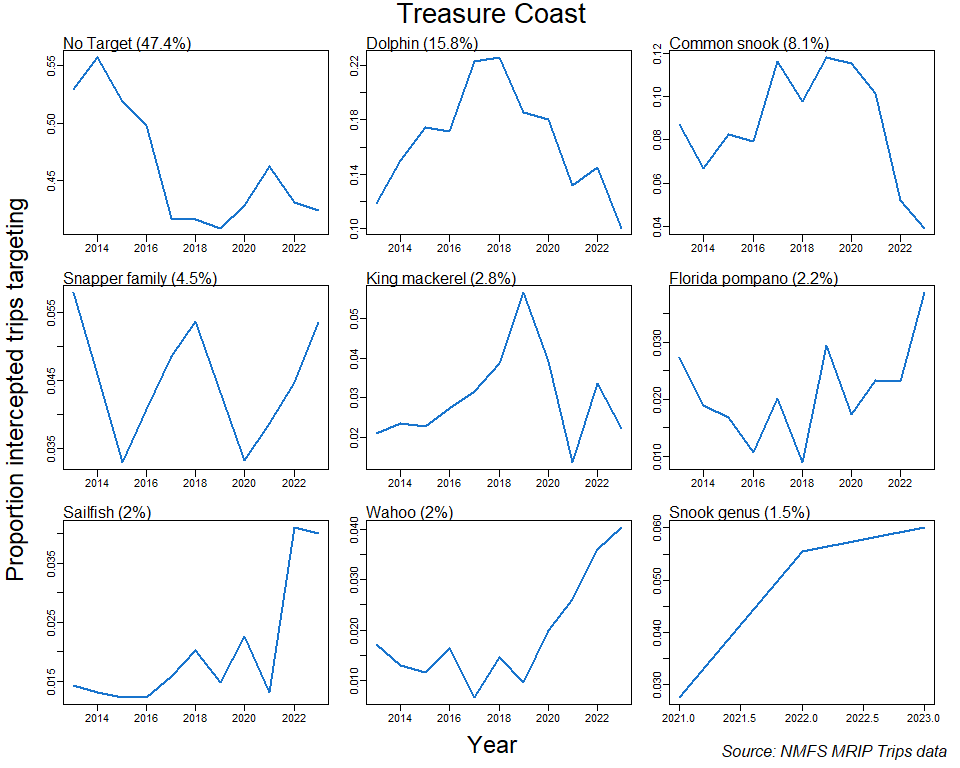 Treasure Coast
Proportion intercepted trips targeting
No Target (47.4%)
0.55
0.50
0.45
2014 2016 2018 2020 2022
Dolphin (15.8%)
0.22
0.18
0.14
0.10
2014 2016 2018 2020 2022
Common snook (8.1%)
0.12
0.10
0.08
0.06
0.04
2014 2016 2018 2020 2022
Snapper family (4.5%)
0.055
0.045
0.035
2014 2016 2018 2020 2022
King mackerel (2.8%)
0.05
0.04
0.03
0.02
2014 2016 2018 2020 2022
Florida pompano (2.2%)
0.030
0.020
0.010
2014 2016 2018 2020 2022
Sailfish (2%)
0.035
0.025
0.015
2014 2016 2018 2020 2022
Wahoo (2%)
0.040
0.030
0.020
0.010
2014 2016 2018 2020 2022
Snook genus (1.5%)
0.060
0.050
0.040
0.030
2021.0 2021.5 2022.0 2022.5 2023.0
Year
Source: NMFS MRIP Trips data